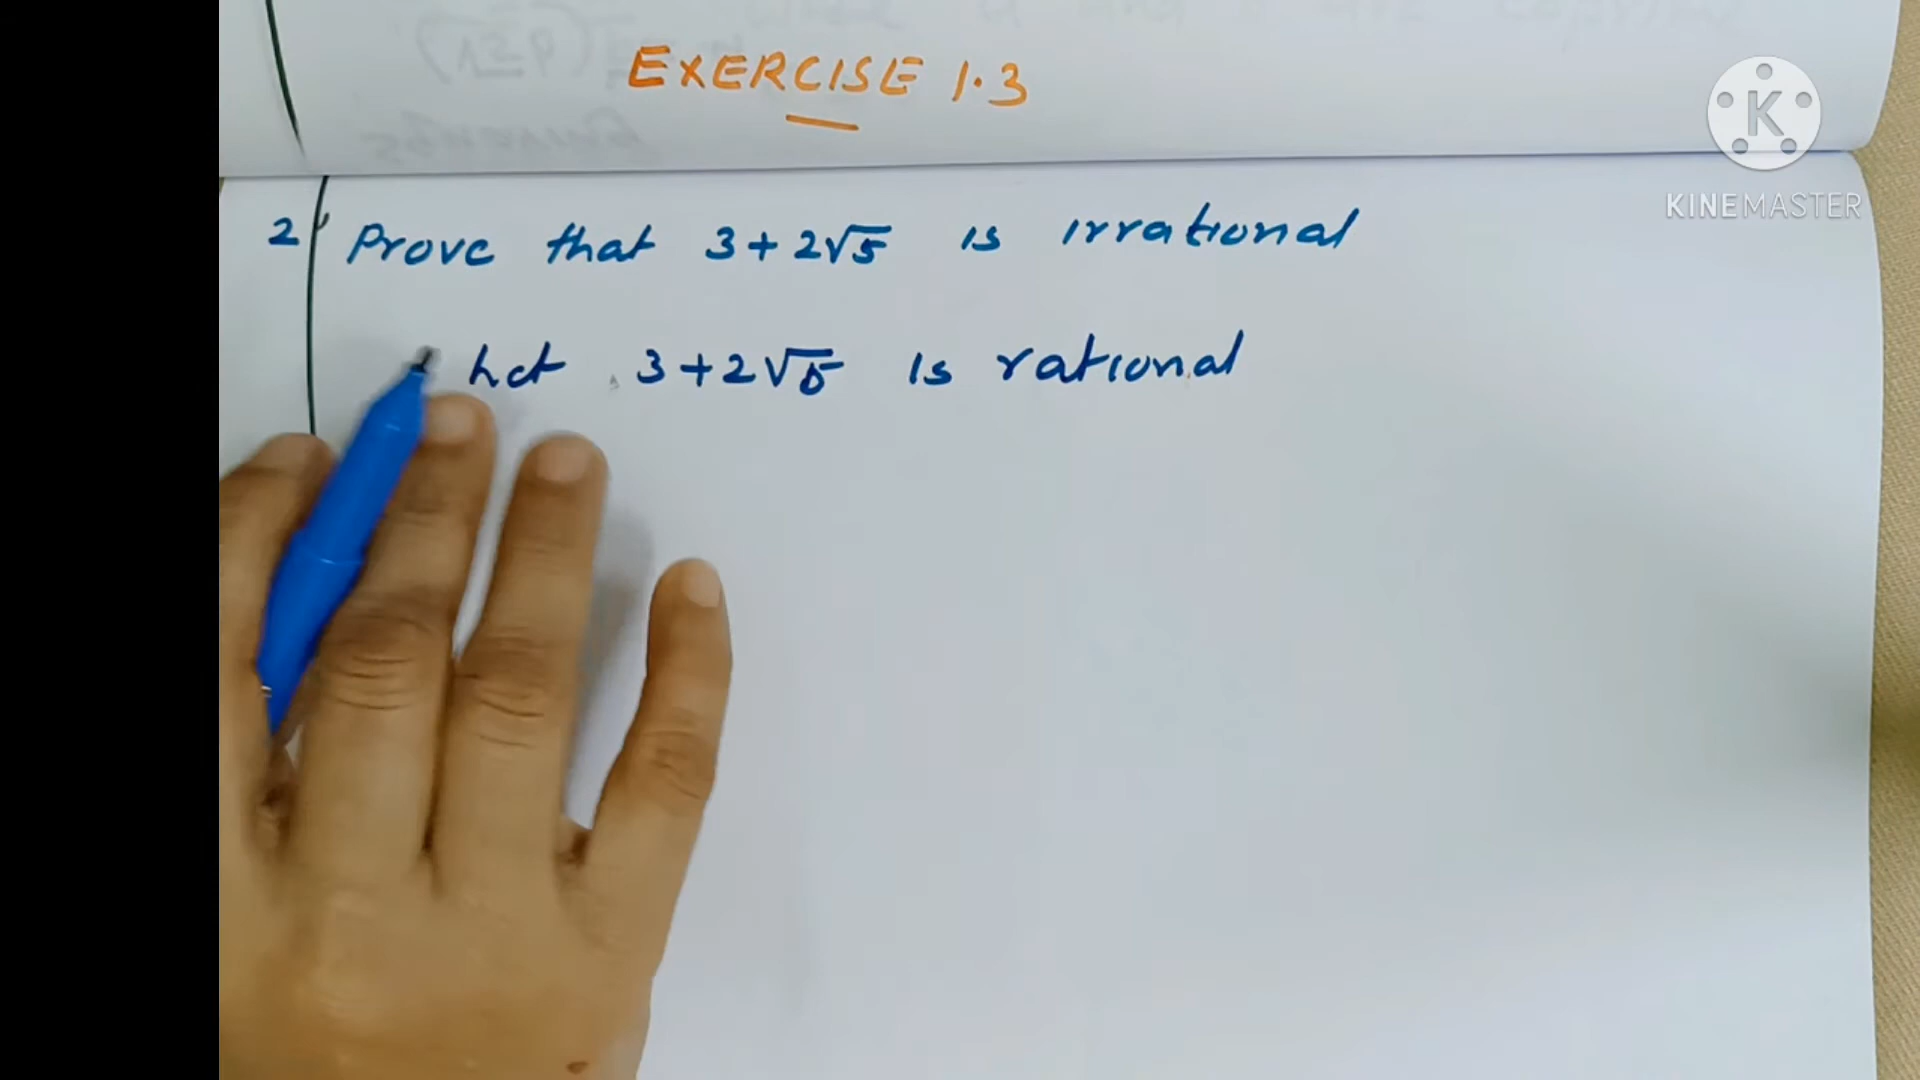 EXERCISE 1.3
K
KINEMASTER
2 Prove that 3+2√5 is irrational
Let 3+2√5 is rational